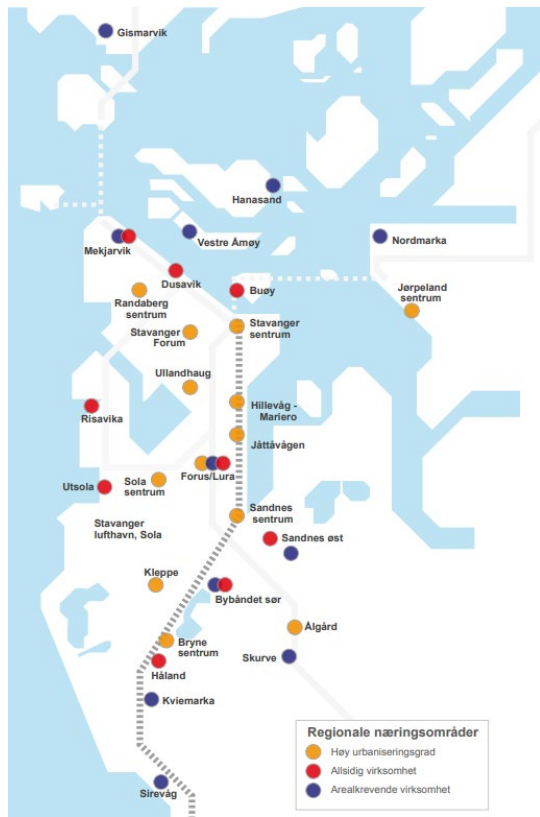 Gismarvik
Hanasand
Vestre Åmøy
Mekjarvik
Nordmarka
Dusavik
Buøy
Jørpeland
sentrum
Randaberg
sentrum
Stavanger
sentrum
Stavanger
Forum
Ullandhaug
Hillevåg -
Mariero
Risavika
Jåttåvågen
Forus/Lura
Utsola
Sola
sentrum
Sandnes
sentrum
Stavanger
lufthavn, Sola
Sandnes øst
Kleppe
Bybåndet sør
Ålgård
Bryne
sentrum
Skurve
Håland
Kviemarka
Sirevåg
Regionale næringsområder
Høy urbaniseringsgrad
Allsidig virksomhet
Arealkrevende virksomhet